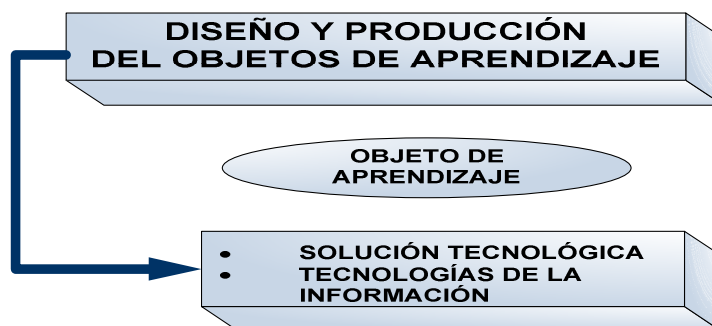 DISEÑO Y PRODUCCIÓN
DEL OBJETOS DE APRENDIZAJE
OBJETO DE
APRENDIZAJE
• SOLUCIÓN TECNOLÓGICA
• TECNOLOGÍAS DE LA
INFORMACIÓN